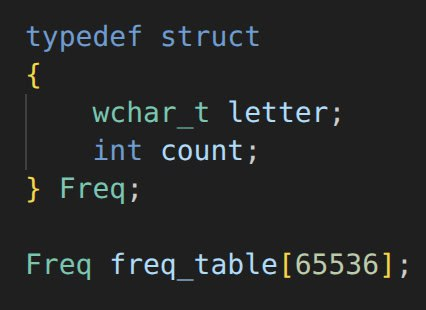 typedef struct
{
    wchar_t letter;
    int count;
} Freq;

Freq freq_table[65536];